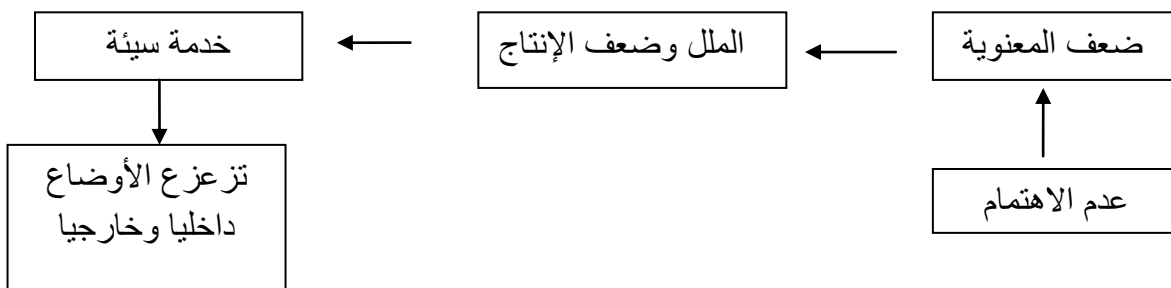 ضعف المعنوية
الملل وضعف الإنتاج
خدمة سيئة
عدم الاهتمام
تزعزع الأوضاع
داخليا وخارجيا